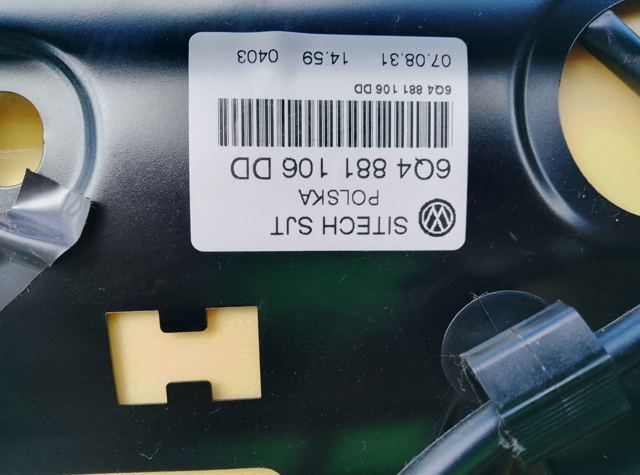 SITECH SJT
POLSKA
6Q4 881 106 DD
6Q4 881 106 DD
07.08.31 14.59 0403